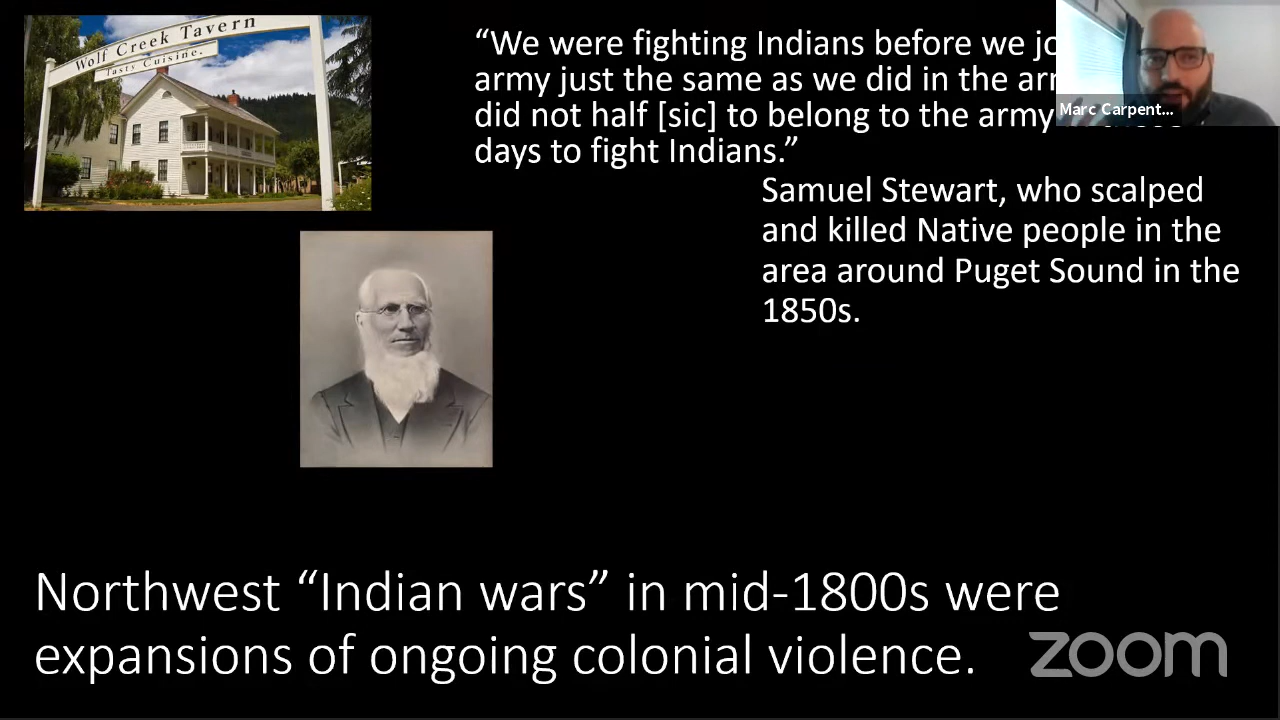 Wolf Creek Tavern
Tasty Cuisine.
“We were fighting Indians before we
army just the same as we did in the
did not half [sic] to belong to the army
days to fight Indians.”
Marc Carpent...
Samuel Stewart, who scalped
and killed Native people in the
area around Puget Sound in the
1850s.
Northwest “Indian wars” in mid-1800s were
expansions of ongoing colonial violence.
zoom